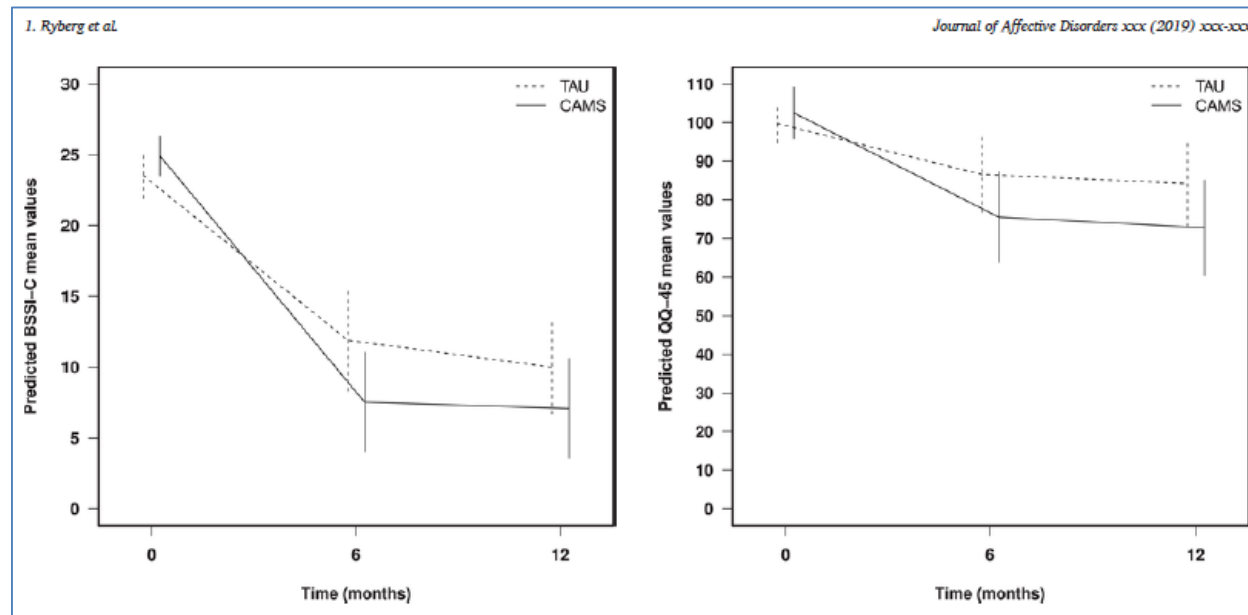 1. Ryberg et al.
Journal of Affective Disorders xxx (2019) xxx-xxx
30
25
20
15
10
5
0
Predicted BSSI-C mean values
TAU
CAMS
0 6 12
Time (months)
110
100
90
80
70
60
50
40
30
20
10
0
Predicted QQ-45 mean values
TAU
CAMS
0 6 12
Time (months)